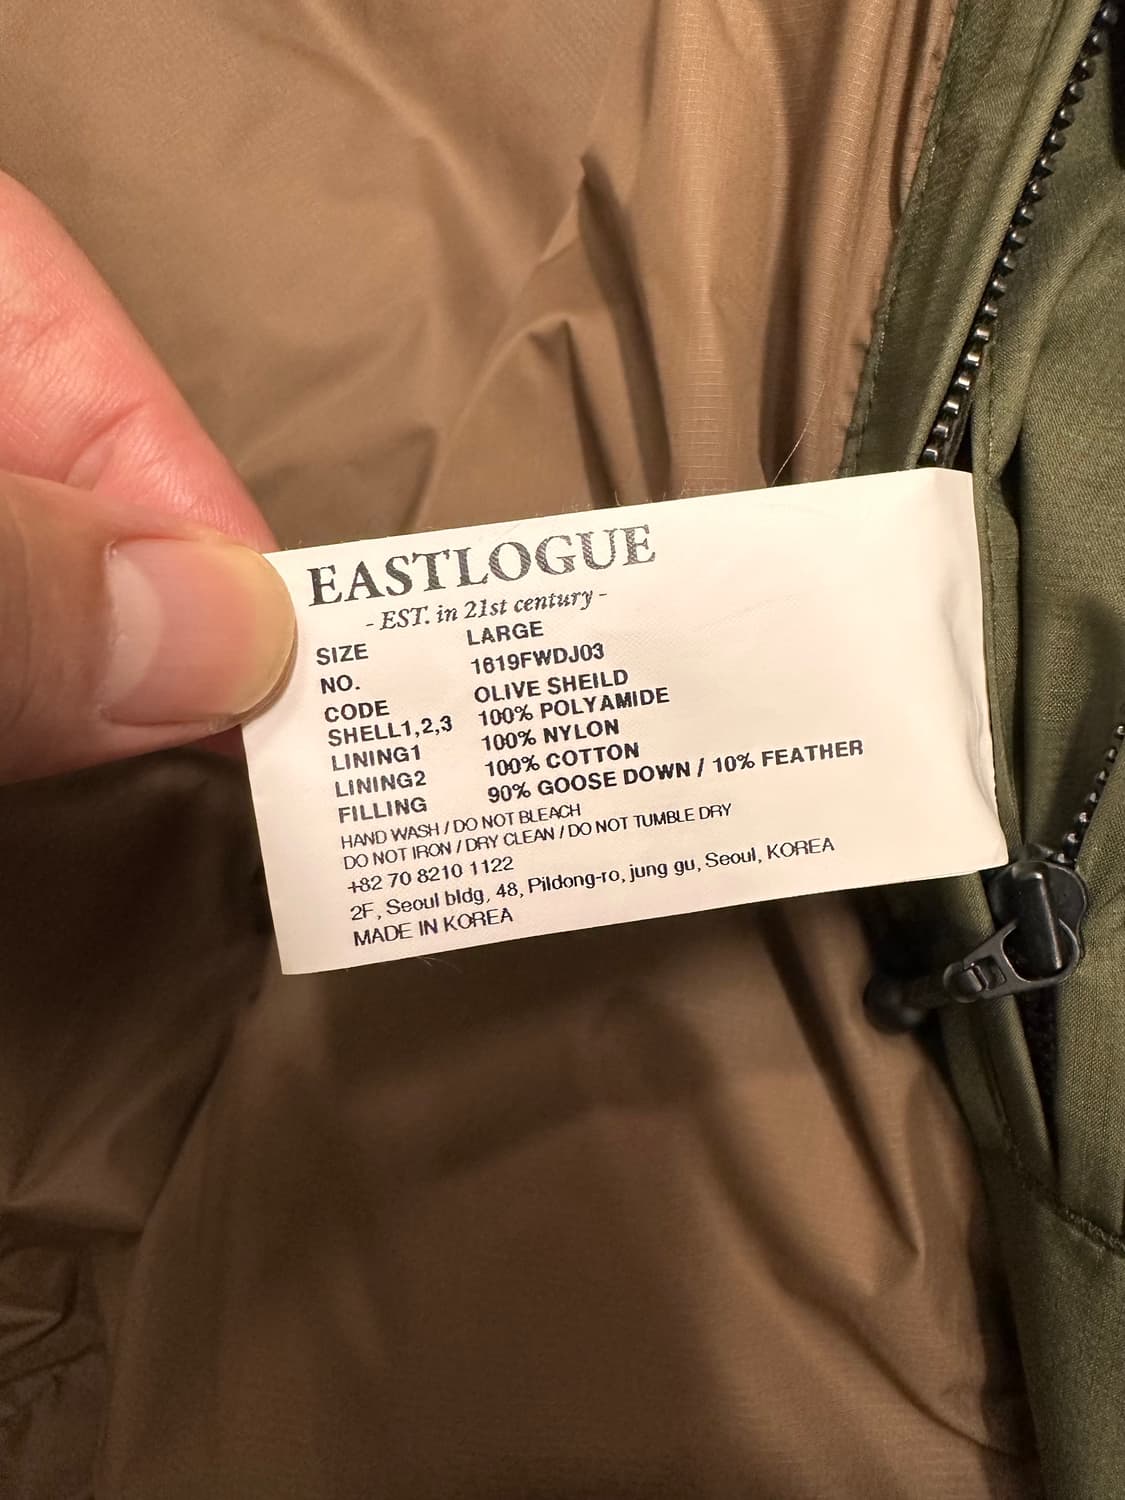 EASTLOGUE
- EST. in 21st century -
SIZE LARGE
NO. 1619FWDJ03
CODE OLIVE SHEILD
SHELL1,2,3 100% POLYAMIDE
LINING1 100% NYLON
LINING2 100% COTTON
FILLING 90% GOOSE DOWN / 10% FEATHER
HAND WASH / DO NOT BLEACH
DO NOT IRON / DRY CLEAN / DO NOT TUMBLE DRY
+82 70 8210 1122
2F, Seoul bldg, 48, Pildong-ro, jung gu, Seoul, KOREA
MADE IN KOREA